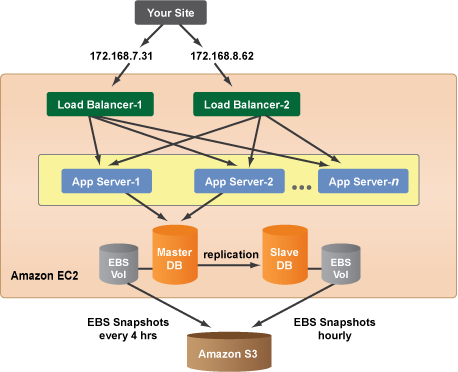 Your Site
172.168.7.31
172.168.8.62
Load Balancer-1
Load Balancer-2
App Server-1
App Server-2
App Server-n
Master
DB
replication
Slave
DB
EBS
Vol
EBS
Vol
Amazon EC2
EBS Snapshots
every 4 hrs
EBS Snapshots
hourly
Amazon S3